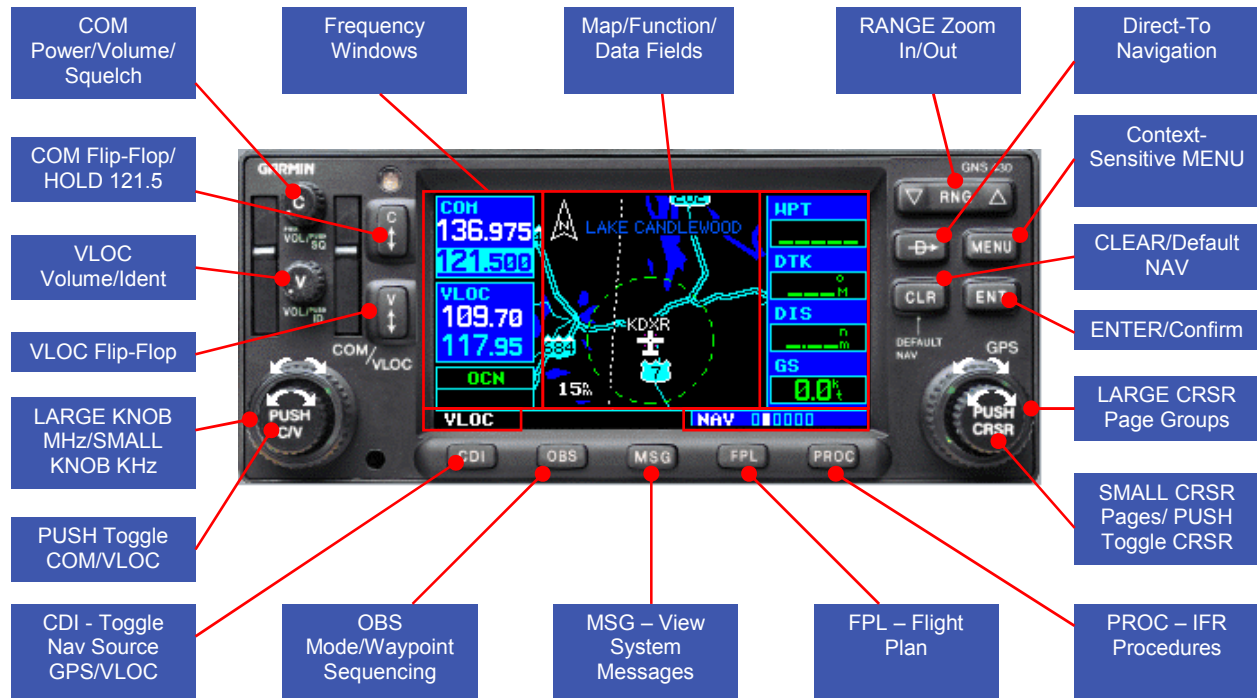 COM
Power/Volume/
Squelch
Frequency
Windows
Map/Function/
Data Fields
RANGE Zoom
In/Out
Direct-To
Navigation
COM Flip-Flop/
HOLD 121.5
VLOC
Volume/Ident
VLOC Flip-Flop
LARGE KNOB
MHz/SMALL
KNOB KHz
PUSH Toggle
COM/VLOC
CDI - Toggle
Nav Source
GPS/VLOC
OBS
Mode/Waypoint
Sequencing
MSG – View
System
Messages
FPL – Flight
Plan
PROC – IFR
Procedures
Context-
Sensitive MENU
CLEAR/Default
NAV
ENTER/Confirm
LARGE CRSR
Page Groups
SMALL CRSR
Pages/ PUSH
Toggle CRSR
GARMIN
C
VOL/PUSH SQ
V
VOL/PUSH ID
C
V
COM/VLOC
PUSH
C/V
COM
136.975
121.500
VLOC
109.70
117.95
OCN
VLOC
202
LAKE CANDLEWOOD
KDXR
384
7
15nm
WPT
DTK
M
DIS
nm
GS
0.0kt
NAV
RNG
D
MENU
CLR
ENT
DEFAULT
NAV
GPS
PUSH
CRSR
CDI
OBS
MSG
FPL
PROC